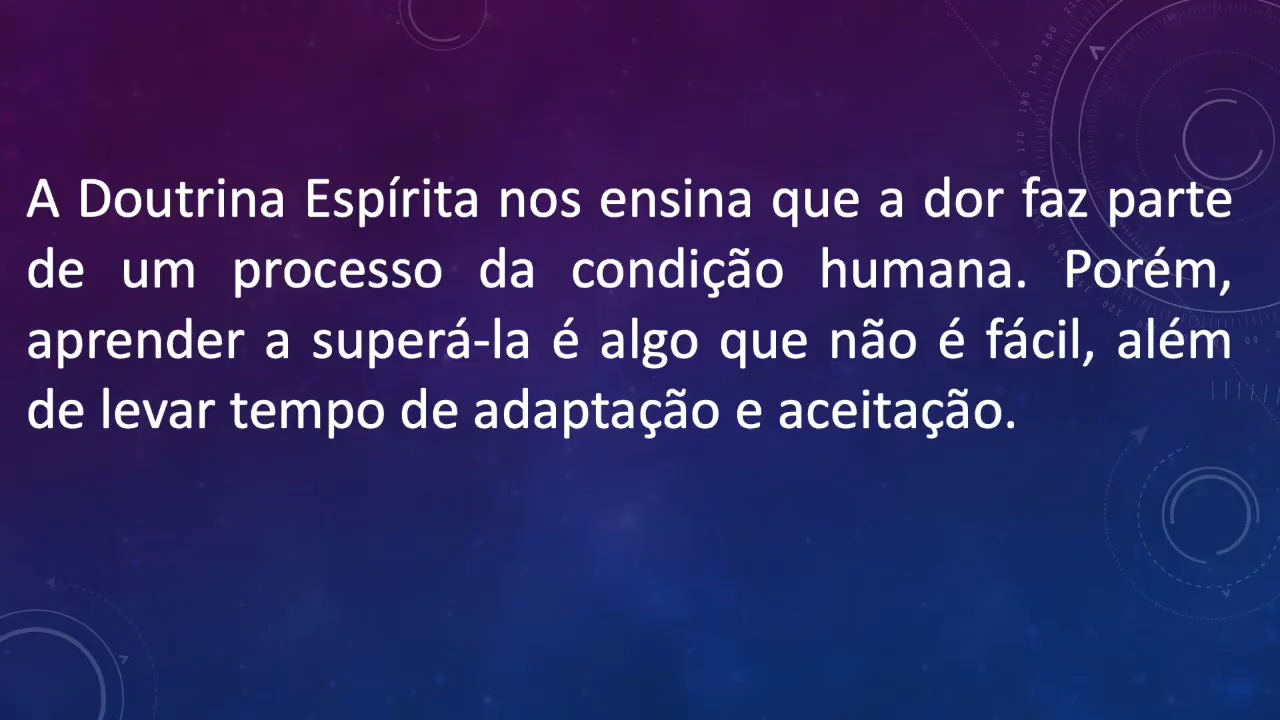 A Doutrina Espírita nos ensina que a dor faz parte
de um processo da condição humana. Porém,
aprender a superá-la é algo que não é fácil, além
de levar tempo de adaptação e aceitação.